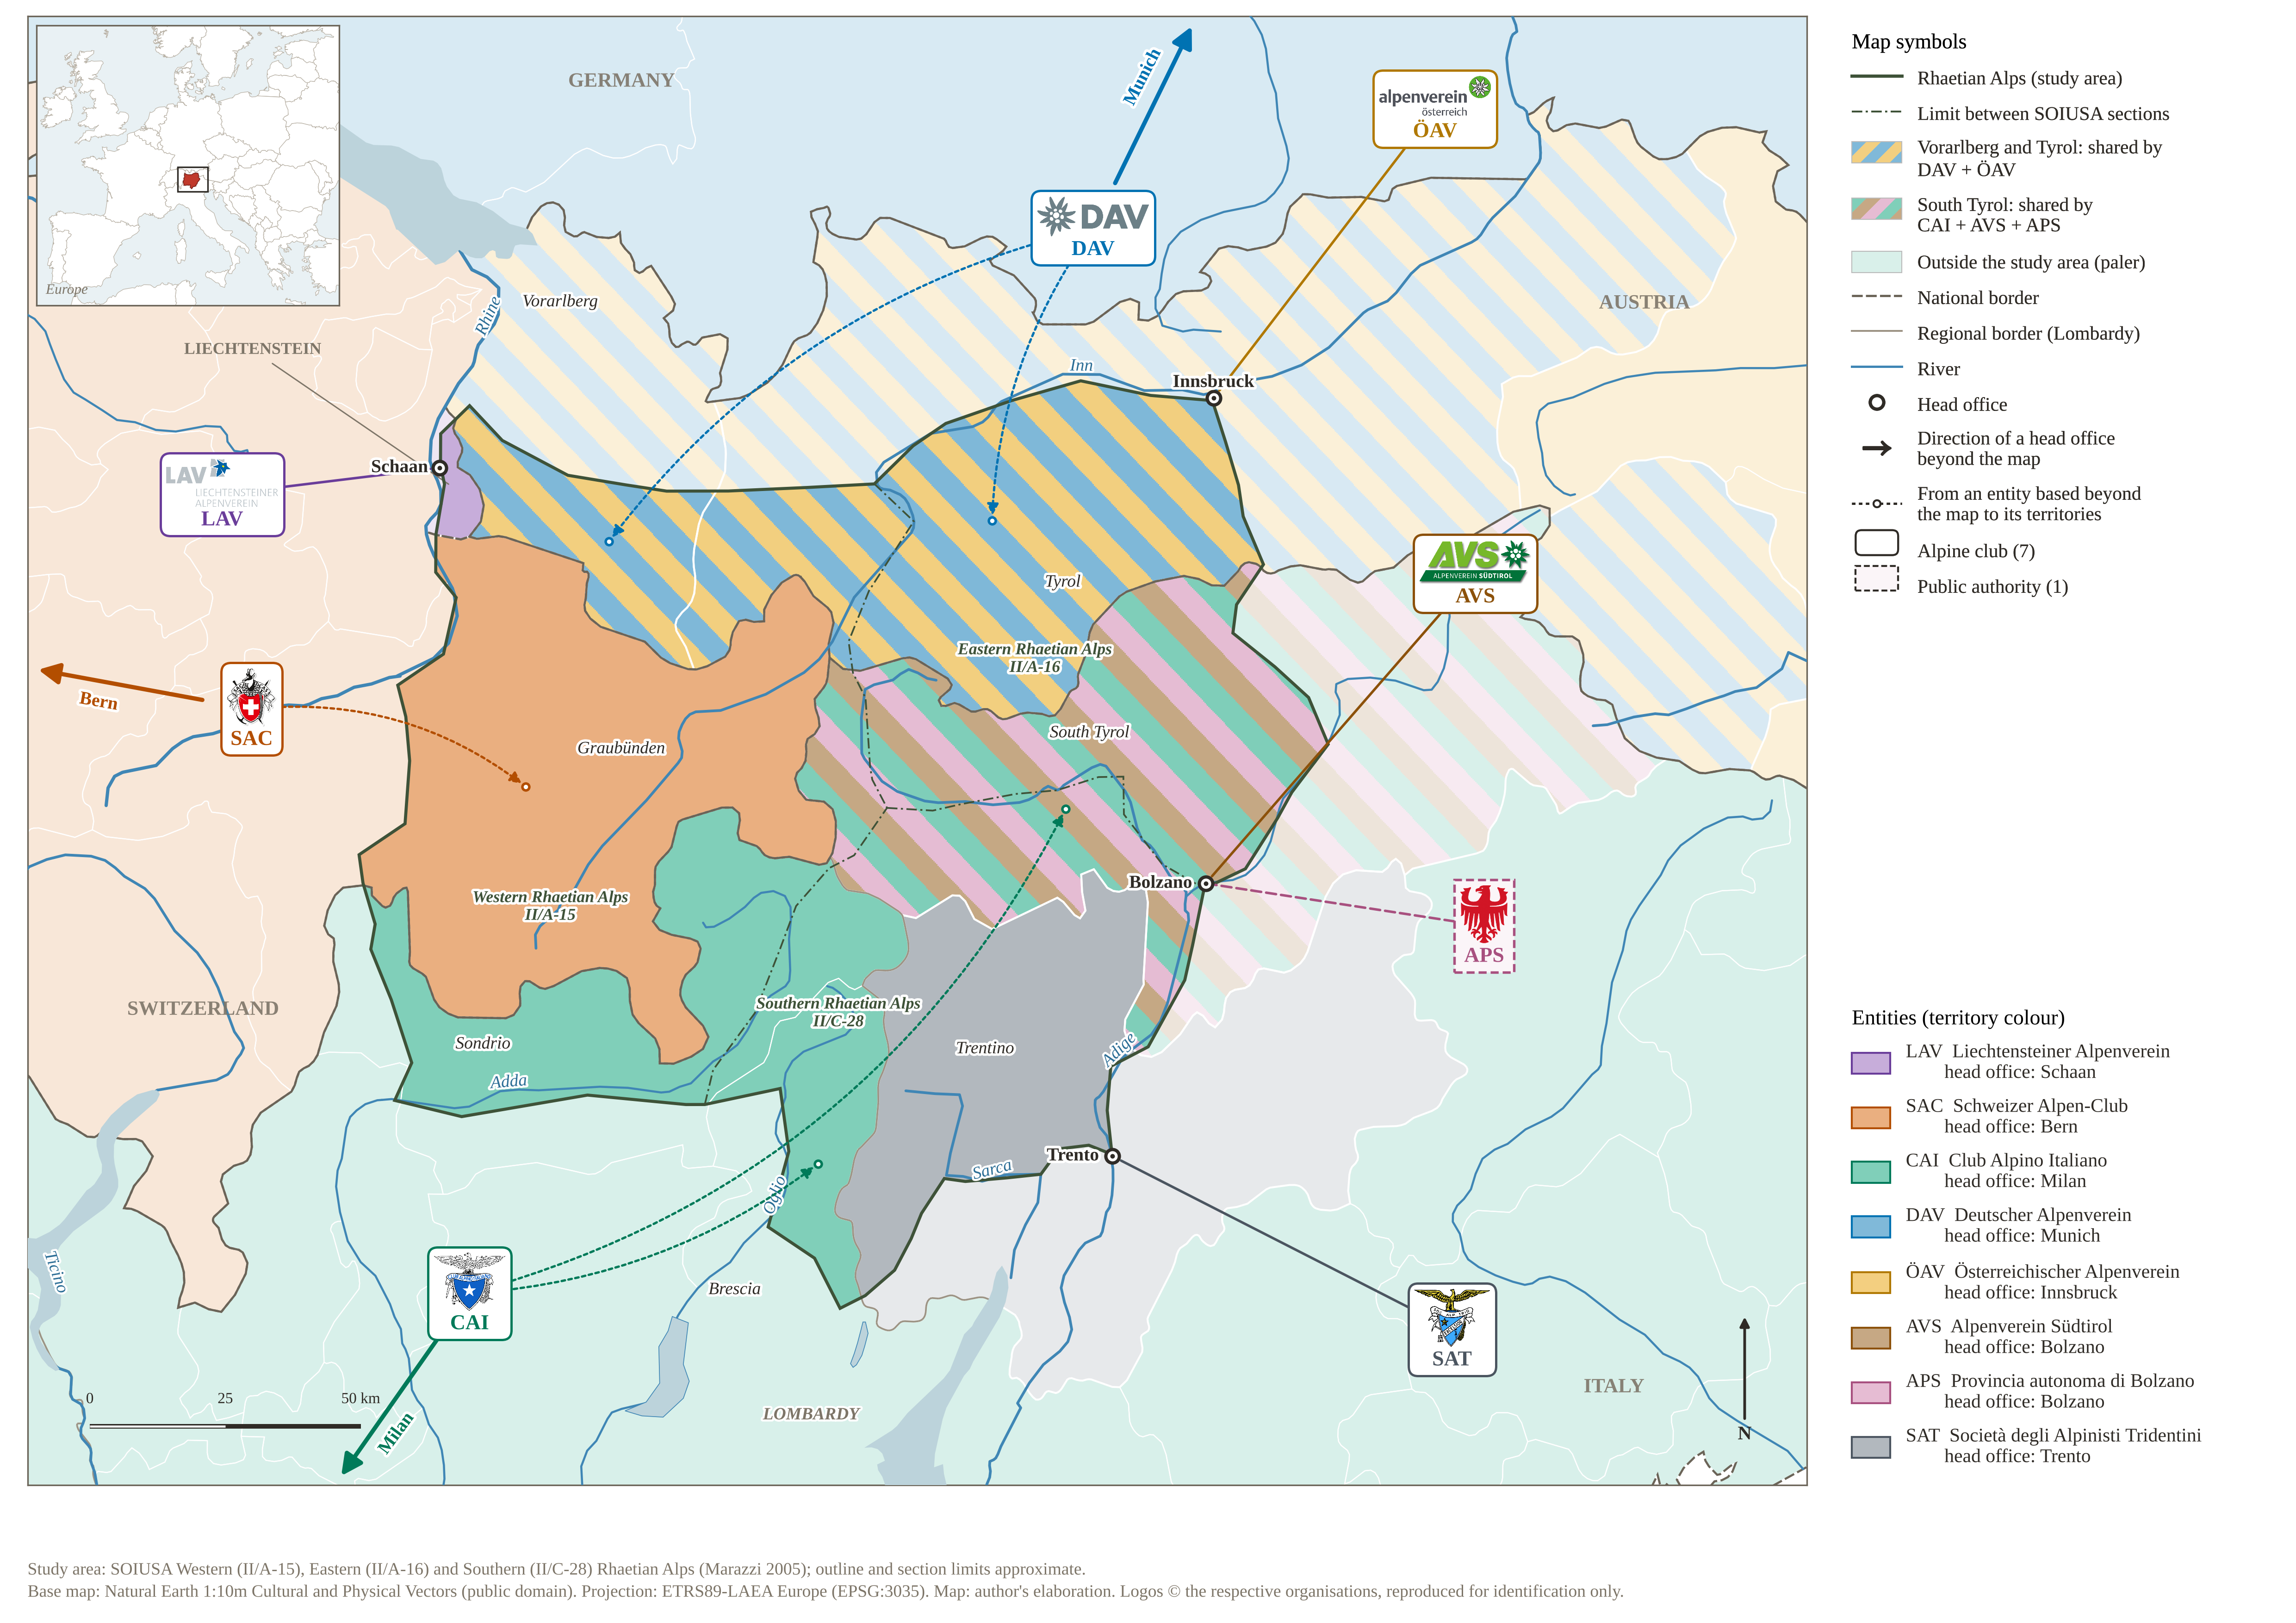 GERMANY
Munich
alpenverein
österreich
ÖAV
DAV
DAV
Europe
AUSTRIA
Vorarlberg
Rhine
LIECHTENSTEIN
Inn
Innsbruck
LAV
LIECHTENSTEINER
ALPENVEREIN
LAV
Schaan
AVS
ALPENVEREIN SÜDTIROL
AVS
Tyrol
Eastern Rhaetian Alps
II/A-16
Bern
SAC
South Tyrol
Graubünden
Bolzano
Western Rhaetian Alps
II/A-15
APS
SWITZERLAND
Southern Rhaetian Alps
II/C-28
Sondrio
Trentino
Adige
Adda
Trento
Sarca
Oglio
Ticino
Brescia
CAI
SAT
ITALY
0 25 50 km
LOMBARDY
Milan
N
Map symbols
Rhaetian Alps (study area)
Limit between SOIUSA sections
Vorarlberg and Tyrol: shared by
DAV + ÖAV
South Tyrol: shared by
CAI + AVS + APS
Outside the study area (paler)
National border
Regional border (Lombardy)
River
Head office
Direction of a head office
beyond the map
From an entity based beyond
the map to its territories
Alpine club (7)
Public authority (1)
Entities (territory colour)
LAV Liechtensteiner Alpenverein
head office: Schaan
SAC Schweizer Alpen-Club
head office: Bern
CAI Club Alpino Italiano
head office: Milan
DAV Deutscher Alpenverein
head office: Munich
ÖAV Österreichischer Alpenverein
head office: Innsbruck
AVS Alpenverein Südtirol
head office: Bolzano
APS Provincia autonoma di Bolzano
head office: Bolzano
SAT Società degli Alpinisti Tridentini
head office: Trento
Study area: SOIUSA Western (II/A-15), Eastern (II/A-16) and Southern (II/C-28) Rhaetian Alps (Marazzi 2005); outline and section limits approximate.
Base map: Natural Earth 1:10m Cultural and Physical Vectors (public domain). Projection: ETRS89-LAEA Europe (EPSG:3035). Map: author's elaboration. Logos © the respective organisations, reproduced for identification only.